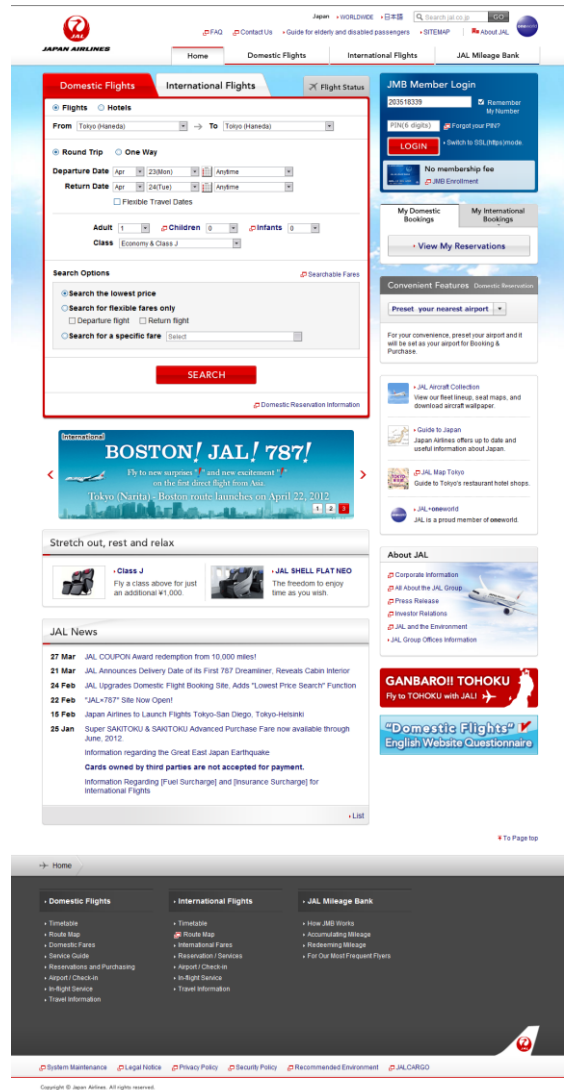 Japan
WORLDWIDE
日本語
Search jal.co.jp
GO
FAQ
Contact Us
Guide for elderly and disabled passengers
SITEMAP
About JAL
JAL
JAPAN AIRLINES
Home
Domestic Flights
International Flights
JAL Mileage Bank
Domestic Flights
International Flights
Flight Status
Flights
Hotels
From
Tokyo (Haneda)
To
Tokyo (Haneda)
Round Trip
One Way
Departure Date
Apr
23(Mon)
Anytime
Return Date
Apr
24(Tue)
Anytime
Flexible Travel Dates
Adult
1
Children
0
Infants
0
Class
Economy & Class J
Search Options
Searchable Fares
Search the lowest price
Search for flexible fares only
Departure flight
Return flight
Search for a specific fare
Select
SEARCH
Domestic Reservation Information
JMB Member
Login
203518339
Remember
My Number
PIN(6 digits)
Forgot your PIN?
LOGIN
Switch to SSL(https)mode.
No membership fee
JMB Enrollment
My Domestic
Bookings
My International
Bookings
View My Reservations
Convenient Features
Domestic Reservation
Preset your nearest airport
For your convenience, preset your airport and it
will be set as your airport for Booking &
Purchase.
JAL Aircraft Collection
View our fleet lineup, seat maps, and
download aircraft wallpaper.
Guide to Japan
Japan Airlines offers up to date and
useful information about Japan.
JAL Map Tokyo
Guide to Tokyo's restaurant hotel shops.
JAL+oneworld
JAL is a proud member of oneworld.
International
BOSTON! JAL! 787!
Fly to new surprises "!" and new excitement "!"
on the first direct flight from Asia.
Tokyo (Narita) - Boston route launches on April 22, 2012
1
2
3
Stretch out, rest and relax
Class J
Fly a class above for just
an additional ¥1,000.
JAL SHELL FLAT NEO
The freedom to enjoy
time as you wish.
About JAL
Corporate Information
All About the JAL Group
Press Release
Investor Relations
JAL and the Environment
JAL Group Offices Information
JAL News
27 Mar JAL COUPON Award redemption from 10,000 miles!
21 Mar JAL Announces Delivery Date of its First 787 Dreamliner, Reveals Cabin Interior
24 Feb JAL Upgrades Domestic Flight Booking Site, Adds "Lowest Price Search" Function
22 Feb "JAL×787" Site Now Open!
15 Feb Japan Airlines to Launch Flights Tokyo-San Diego, Tokyo-Helsinki
25 Jan Super SAKITOKU & SAKITOKU Advanced Purchase Fare now available through
June, 2012.
Information regarding the Great East Japan Earthquake
Cards owned by third parties are not accepted for payment.
Information Regarding [Fuel Surcharge] and [Insurance Surcharge] for
International Flights
List
GANBARO!! TOHOKU
Fly to TOHOKU with JAL!
"Domestic Flights"
English Website Questionnaire
To Page top
Home
Domestic Flights
Timetable
Route Map
Domestic Fares
Service Guide
Reservations and Purchasing
Airport / Check-in
In-flight Service
Travel Information
International Flights
Timetable
Route Map
International Fares
Reservation / Services
Airport / Check-in
In-flight Service
Travel Information
JAL Mileage Bank
How JMB Works
Accumulating Mileage
Redeeming Mileage
For Our Most Frequent Flyers
System Maintenance
Legal Notice
Privacy Policy
Security Policy
Recommended Environment
JALCARGO
Copyright © Japan Airlines. All rights reserved.